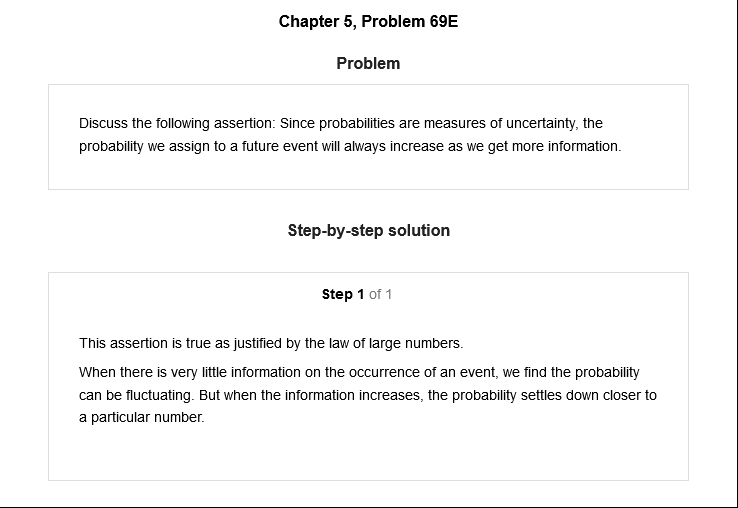 Chapter 5, Problem 69E
Problem
Discuss the following assertion: Since probabilities are measures of uncertainty, the
probability we assign to a future event will always increase as we get more information.
Step-by-step solution
Step 1 of 1
This assertion is true as justified by the law of large numbers.
When there is very little information on the occurrence of an event, we find the probability
can be fluctuating. But when the information increases, the probability settles down closer to
a particular number.